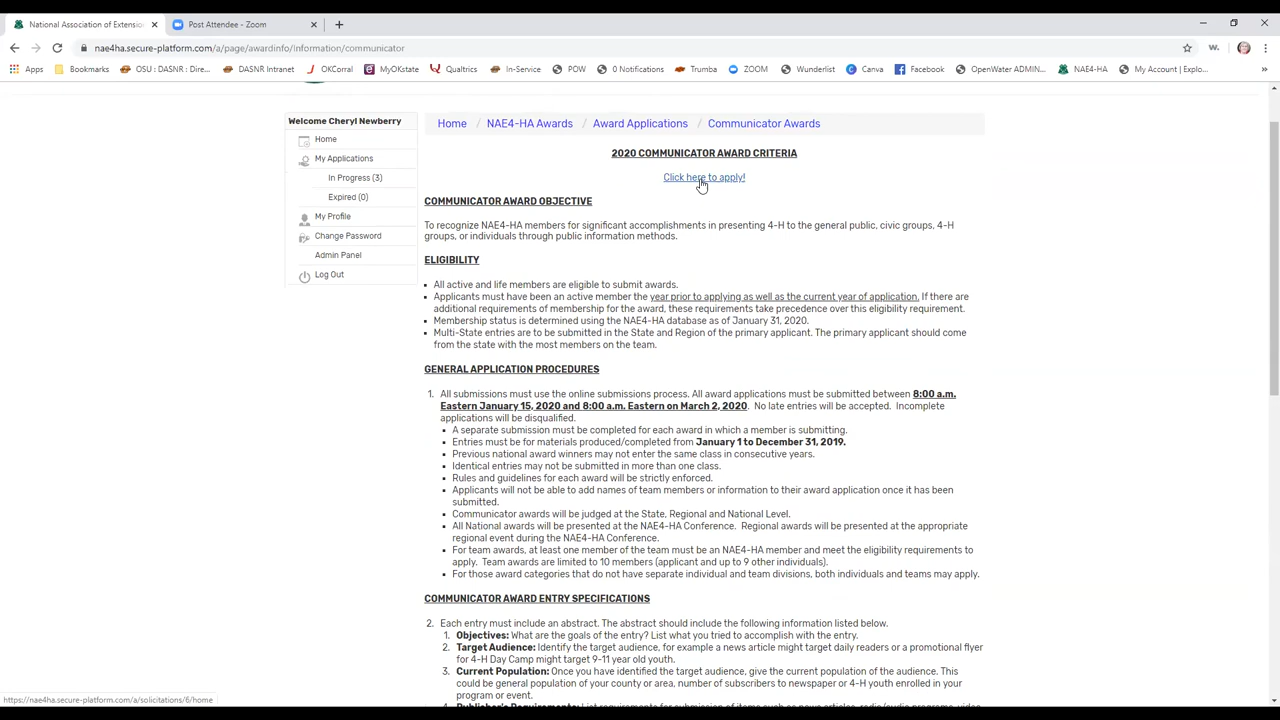 National Association of Extensio
Post Attendee - Zoom
nae4ha.secure-platform.com/a/page/awardinfo/information/communicator
Apps Bookmarks OSU : DASNR : Dire... DASNR Intranet OKCorral MyOKstate Qualtrics In-Service POW 0 Notifications Trumba ZOOM Wunderlist Canva Facebook OpenWater ADMIN... NAE4-HA My Account | Explo...
Welcome Cheryl Newberry
Home
My Applications
In Progress (3)
Expired (0)
My Profile
Change Password
Admin Panel
Log Out
Home / NAE4-HA Awards / Award Applications / Communicator Awards
2020 COMMUNICATOR AWARD CRITERIA
Click here to apply!
COMMUNICATOR AWARD OBJECTIVE
To recognize NAE4-HA members for significant accomplishments in presenting 4-H to the general public, civic groups, 4-H
groups, or individuals through public information methods.
ELIGIBILITY
All active and life members are eligible to submit awards.
Applicants must have been an active member the year prior to applying as well as the current year of application. If there are
additional requirements of membership for the award, these requirements take precedence over this eligibility requirement.
Membership status is determined using the NAE4-HA database as of January 31, 2020.
Multi-State entries are to be submitted in the State and Region of the primary applicant. The primary applicant should come
from the state with the most members on the team.
GENERAL APPLICATION PROCEDURES
1. All submissions must use the online submissions process. All award applications must be submitted between 8:00 a.m.
Eastern January 15, 2020 and 8:00 a.m. Eastern on March 2, 2020. No late entries will be accepted. Incomplete
applications will be disqualified.
A separate submission must be completed for each award in which a member is submitting.
Entries must be for materials produced/completed from January 1 to December 31, 2019.
Previous national award winners may not enter the same class in consecutive years.
Identical entries may not be submitted in more than one class.
Rules and guidelines for each award will be strictly enforced.
Applicants will not be able to add names of team members or information to their award application once it has been
submitted.
Communicator awards will be judged at the State, Regional and National Level.
All National awards will be presented at the NAE4-HA Conference. Regional awards will be presented at the appropriate
regional event during the NAE4-HA Conference.
For team awards, at least one member of the team must be an NAE4-HA member and meet the eligibility requirements to
apply. Team awards are limited to 10 members (applicant and up to 9 other individuals).
For those award categories that do not have separate individual and team divisions, both individuals and teams may apply.
COMMUNICATOR AWARD ENTRY SPECIFICATIONS
2. Each entry must include an abstract. The abstract should include the following information listed below.
1. Objectives: What are the goals of the entry? List what you tried to accomplish with the entry.
2. Target Audience: Identify the target audience, for example a news article might target daily readers or a promotional flyer
for 4-H Day Camp might target 9-11 year old youth.
3. Current Population: Once you have identified the target audience, give the current population of the audience. This
could be general population of your county or area, number of subscribers to newspaper or 4-H youth enrolled in your
program or event.
4. Publisher's Requirements: List requirements for submission of items such as news articles, radio/audio programs, video
https://nae4ha.secure-platform.com/a/solicitations/6/home